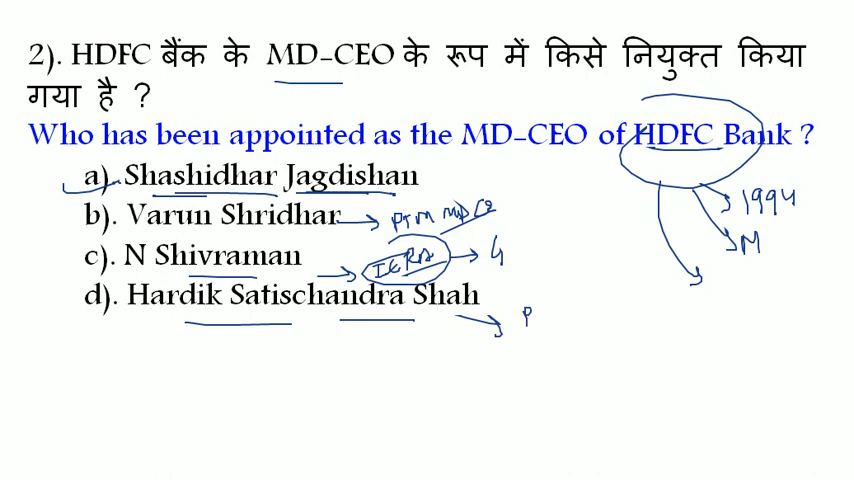 2). HDFC बैंक के MD-CEO के रूप में किसे नियुक्त किया
गया है ?
Who has been appointed as the MD-CEO of HDFC Bank ?
a). Shashidhar Jagdishan
b). Varun Shridhar
c). N Shivraman
d). Hardik Satischandra Shah
1994
M